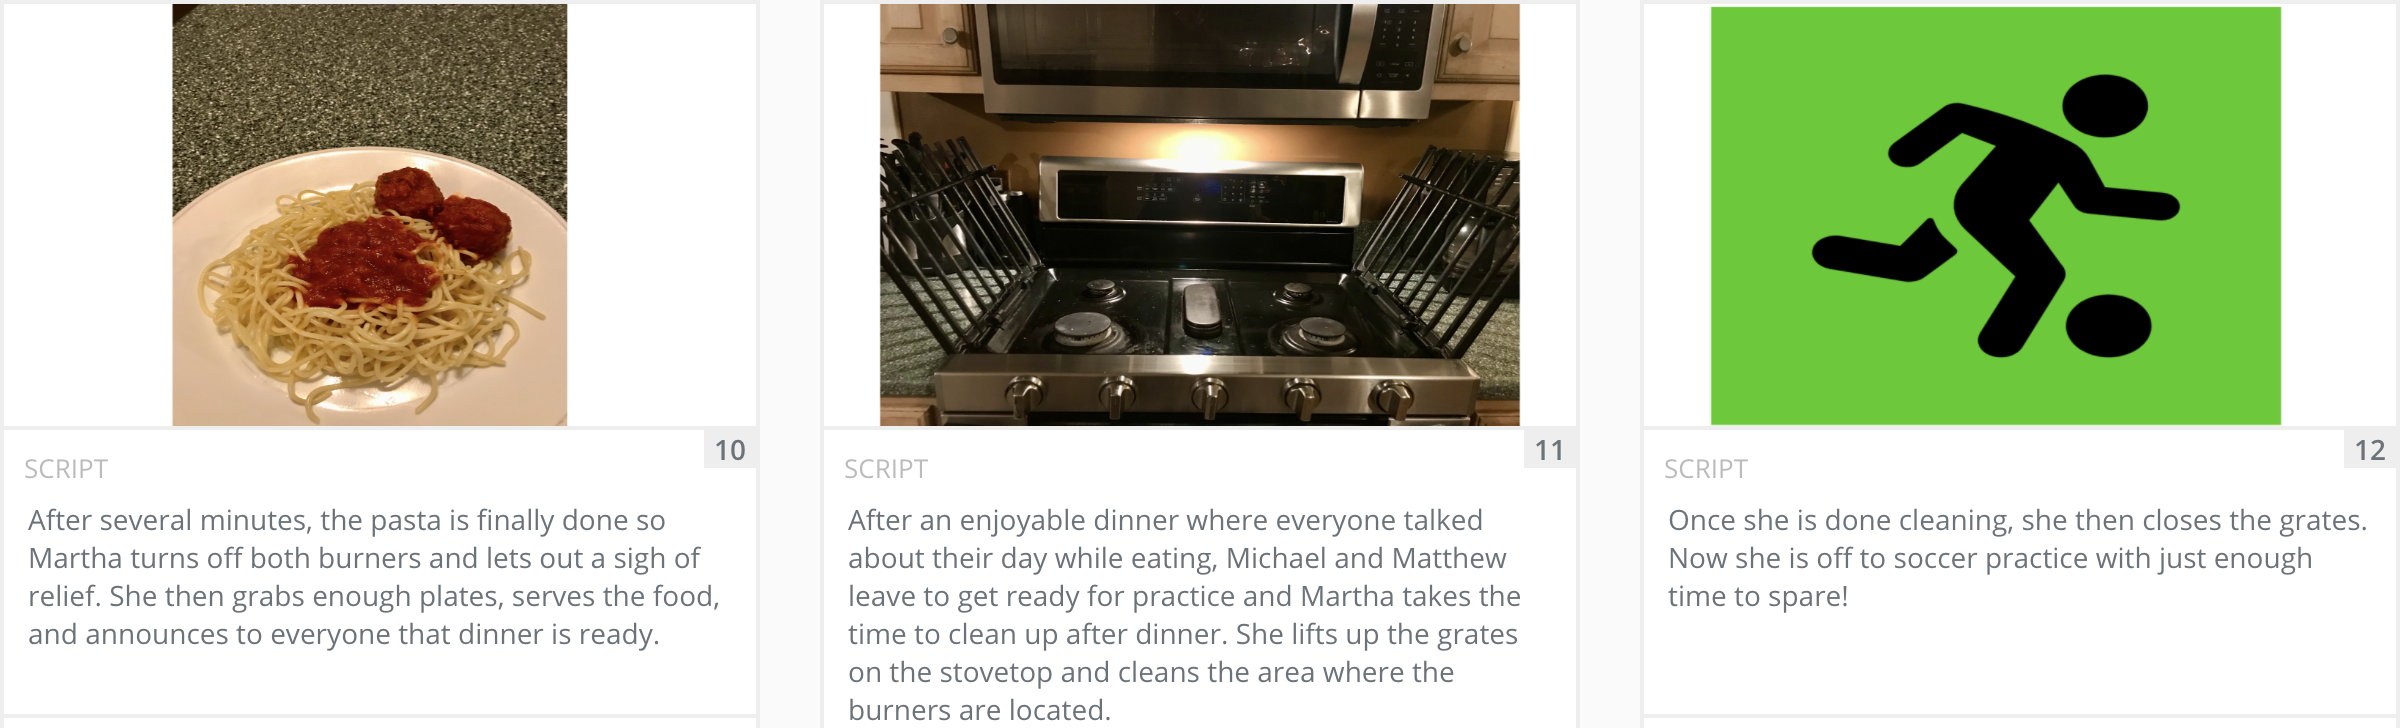 10
SCRIPT
After several minutes, the pasta is finally done so
Martha turns off both burners and lets out a sigh of
relief. She then grabs enough plates, serves the food,
and announces to everyone that dinner is ready.
11
SCRIPT
After an enjoyable dinner where everyone talked
about their day while eating, Michael and Matthew
leave to get ready for practice and Martha takes the
time to clean up after dinner. She lifts up the grates
on the stovetop and cleans the area where the
burners are located.
12
SCRIPT
Once she is done cleaning, she then closes the grates.
Now she is off to soccer practice with just enough
time to spare!